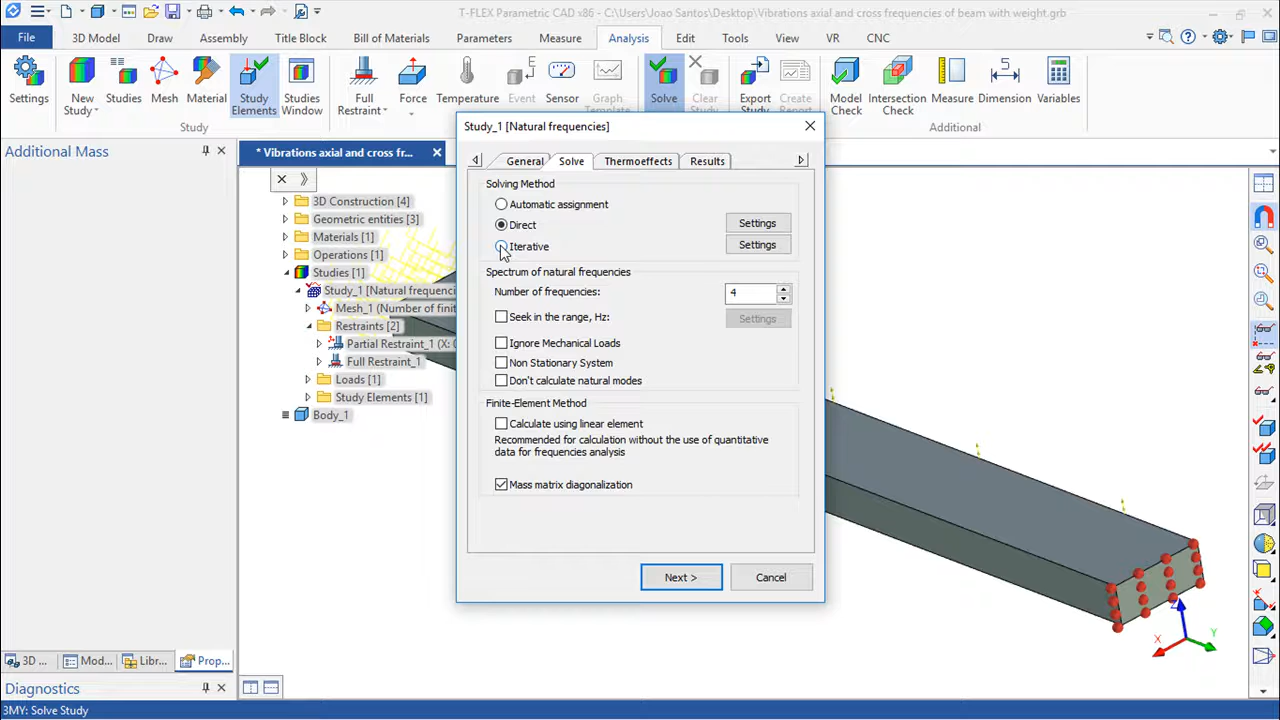 T-FLEX Parametric CAD x86 - C:\Users\Joao Santos\Desktop\Vibrations axial and cross frequencies of beam with weight.grb
File 3D Model Draw Assembly Title Block Bill of Materials Parameters Measure Analysis Edit Tools View VR CNC
Settings New Study Studies Mesh Material Study Elements Studies Window Full Restraint Force Temperature Event Sensor Graph Template Solve Clear Study Export Study Create Report Model Check Intersection Check Measure Dimension Variables
Study Additional
Additional Mass
* Vibrations axial and cross fr...
3D Construction [4]
Geometric entities [3]
Materials [1]
Operations [1]
Studies [1]
Study_1 [Natural frequenci
Mesh_1 (Number of finit
Restraints [2]
Partial Restraint_1 (X: 0
Full Restraint_1
Loads [1]
Study Elements [1]
Body_1
Study_1 [Natural frequencies]
General Solve Thermoeffects Results
Solving Method
Automatic assignment
Direct Settings
Iterative Settings
Spectrum of natural frequencies
Number of frequencies: 4
Seek in the range, Hz: Settings
Ignore Mechanical Loads
Non Stationary System
Don't calculate natural modes
Finite-Element Method
Calculate using linear element
Recommended for calculation without the use of quantitative
data for frequencies analysis
Mass matrix diagonalization
Next > Cancel
Z
X Y
3D ... Mod... Libr... Prop...
Diagnostics
3MY: Solve Study